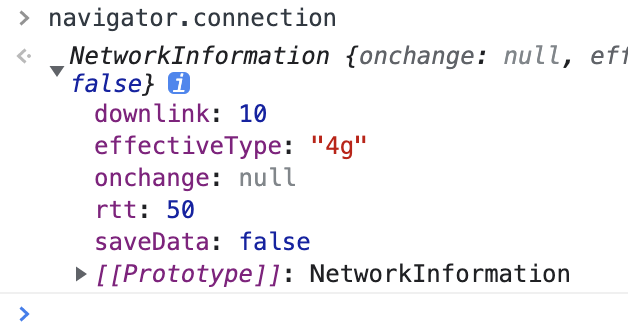 navigator.connection
NetworkInformation {onchange: null, eff
false} i
downlink: 10
effectiveType: "4g"
onchange: null
rtt: 50
saveData: false
[[Prototype]]: NetworkInformation